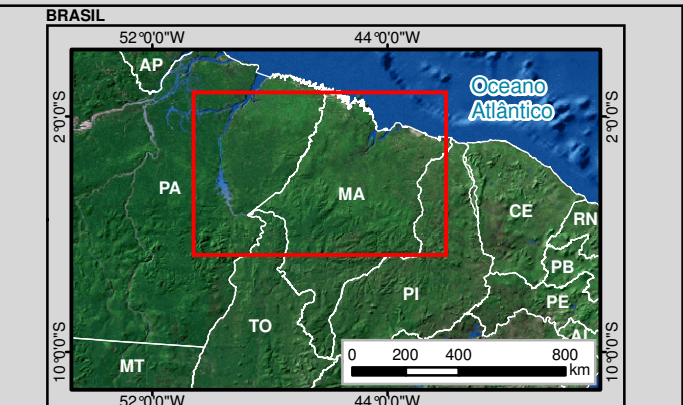 BRASIL
52°0'0"W 44°0'0"W
AP
Oceano
Atlântico
2°0'0"S 2°0'0"S
PA MA CE RN
PB
PI PE
TO AL
0 200 400 800
km
10°0'0"S 10°0'0"S
MT
52°0'0"W 44°0'0"W